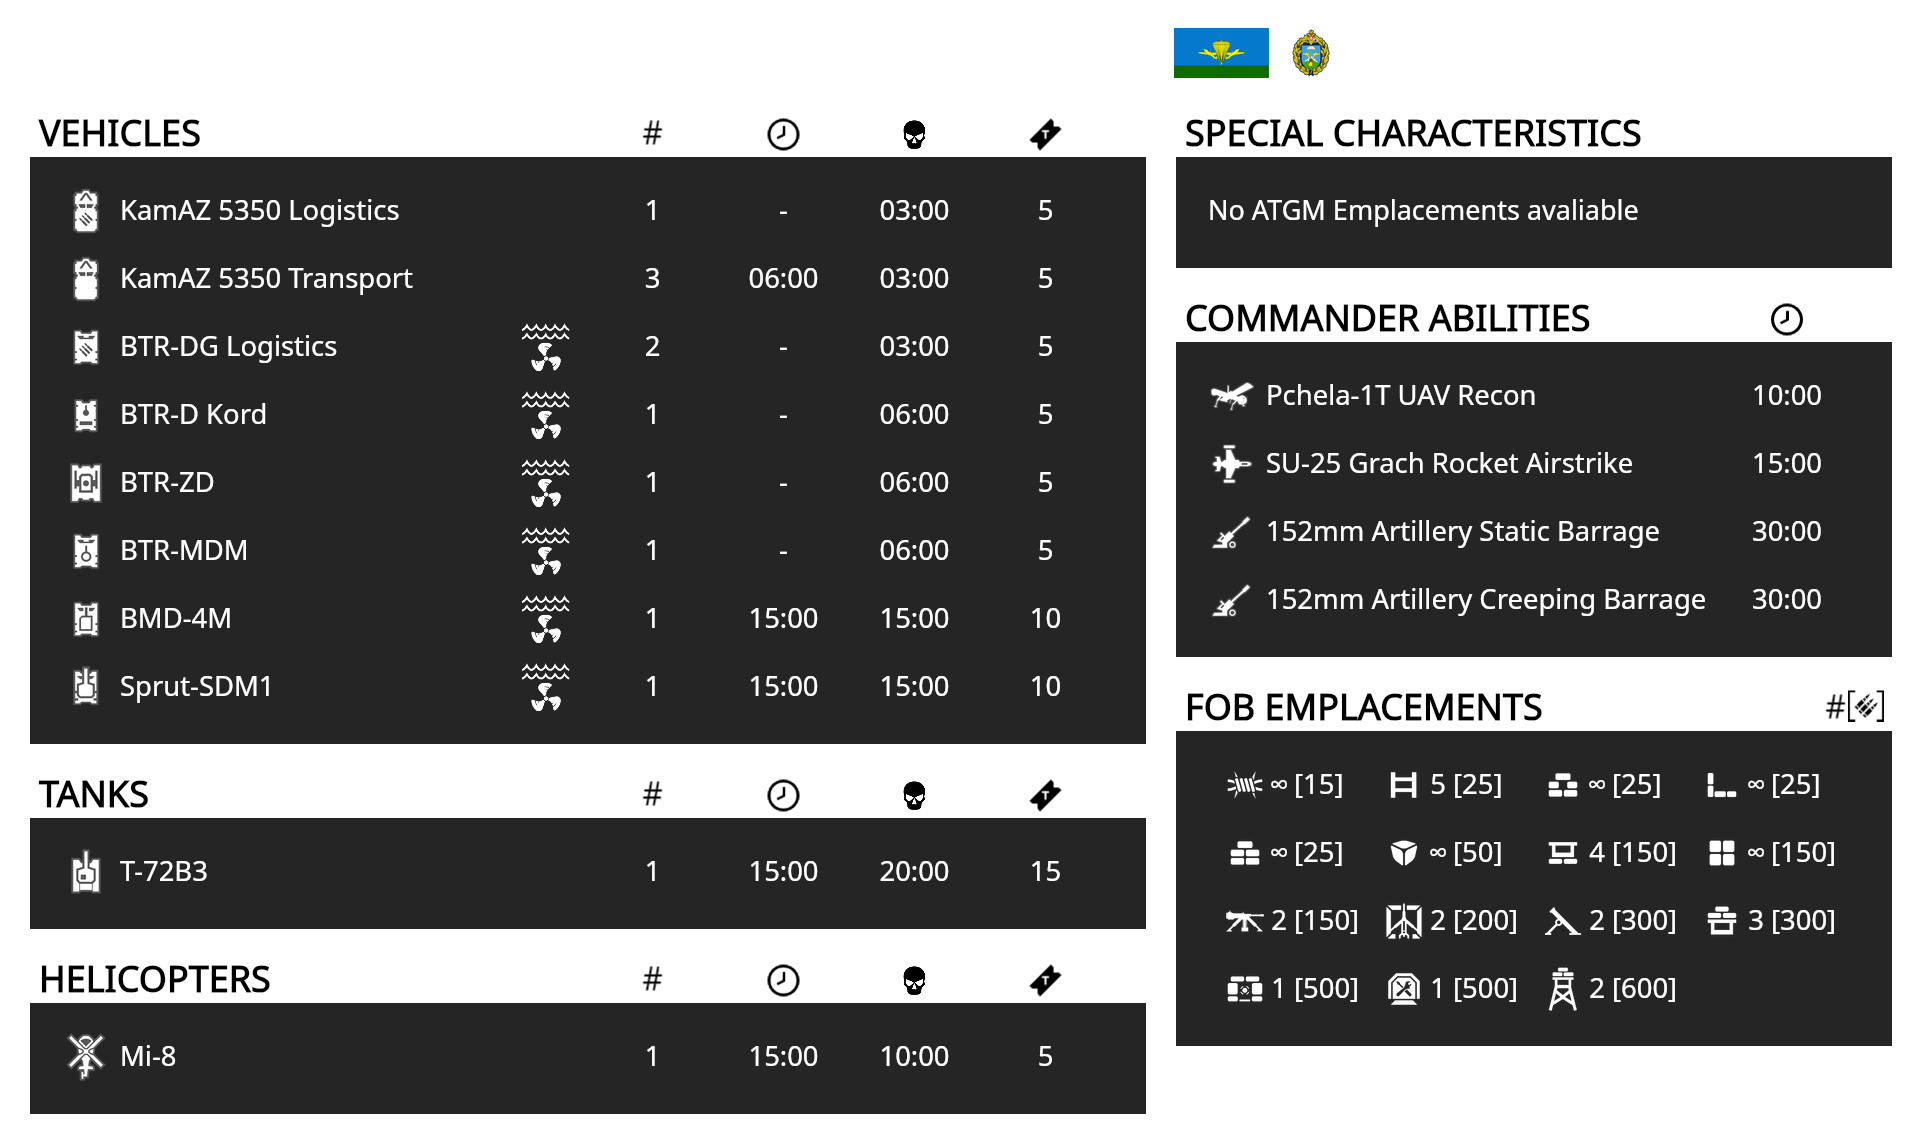 VEHICLES #
KamAZ 5350 Logistics 1 - 03:00 5
KamAZ 5350 Transport 3 06:00 03:00 5
BTR-DG Logistics 2 - 03:00 5
BTR-D Kord 1 - 06:00 5
BTR-ZD 1 - 06:00 5
BTR-MDM 1 - 06:00 5
BMD-4M 1 15:00 15:00 10
Sprut-SDM1 1 15:00 15:00 10
TANKS #
T-72B3 1 15:00 20:00 15
HELICOPTERS #
Mi-8 1 15:00 10:00 5
SPECIAL CHARACTERISTICS
No ATGM Emplacements avaliable
COMMANDER ABILITIES
Pchela-1T UAV Recon 10:00
SU-25 Grach Rocket Airstrike 15:00
152mm Artillery Static Barrage 30:00
152mm Artillery Creeping Barrage 30:00
FOB EMPLACEMENTS #[ ]
∞ [15] 5 [25] ∞ [25] ∞ [25]
∞ [25] ∞ [50] 4 [150] ∞ [150]
2 [150] 2 [200] 2 [300] 3 [300]
1 [500] 1 [500] 2 [600]